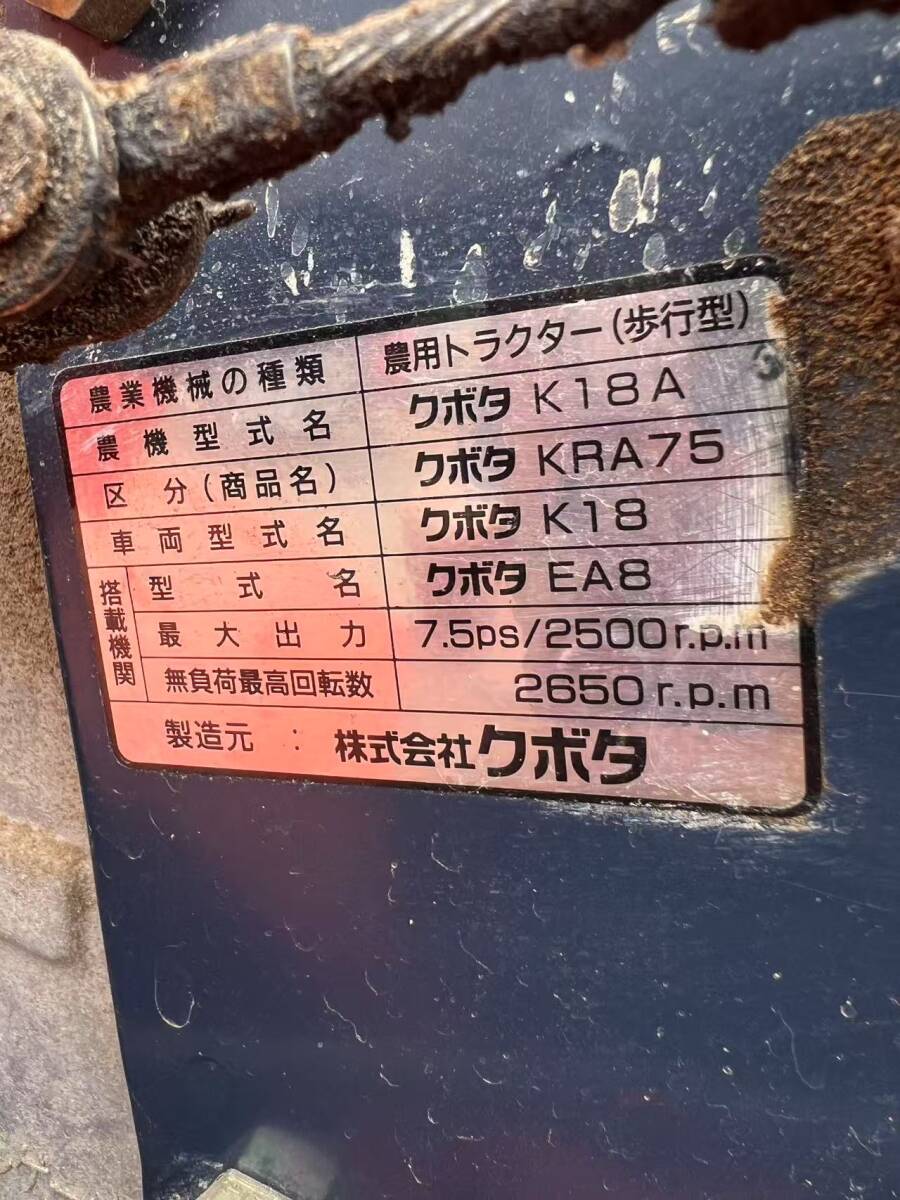 農業機械の種類 農用トラクター(歩行型)
農機型式名 クボタ K18A
区分(商品名) クボタ KRA75
車両型式名 クボタ K18
搭載機関
型式名 クボタ EA8
最大出力 7.5ps/2500r.p.m
無負荷最高回転数 2650r.p.m
製造元: 株式会社クボタ